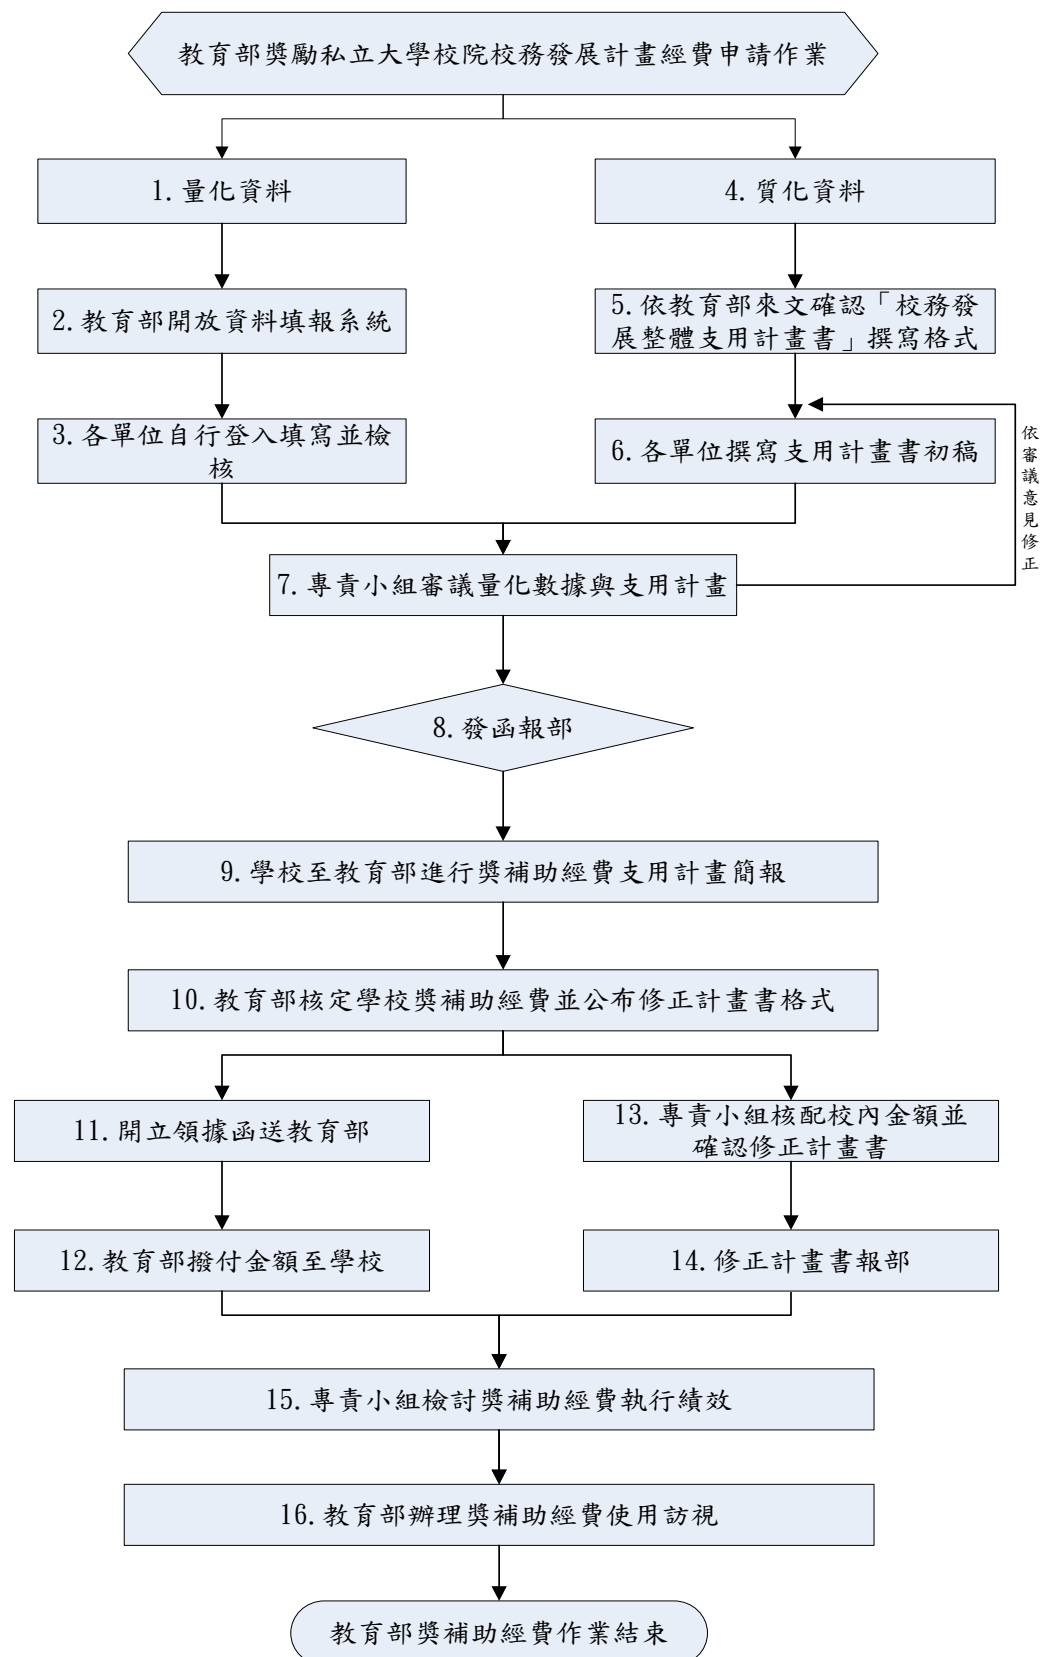 教育部獎勵私立大學校院校務發展計畫經費申請作業
1.量化資料
4.質化資料
2.教育部開放資料填報系統
5.依教育部來文確認「校務發
展整體支用計畫書」撰寫格式
3.各單位自行登入填寫並檢
核
6.各單位撰寫支用計畫書初稿
依審議意見修正
7.專責小組審議量化數據與支用計畫
8.發函報部
9.學校至教育部進行獎補助經費支用計畫簡報
10.教育部核定學校獎補助經費並公布修正計畫書格式
11.開立領據函送教育部
13.專責小組核配校內金額並
確認修正計畫書
12.教育部撥付金額至學校
14.修正計畫書報部
15.專責小組檢討獎補助經費執行績效
16.教育部辦理獎補助經費使用訪視
教育部獎補助經費作業結束